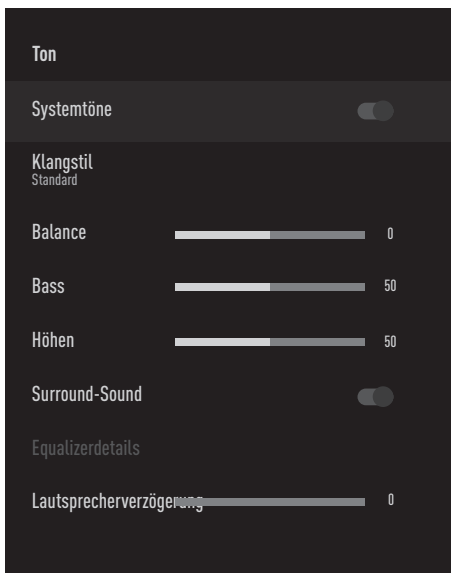 Ton
Systemtöne
Klangstil
Standard
Balance 0
Bass 50
Höhen 50
Surround-Sound
Equalizerdetails
Lautsprecherverzögerung 0